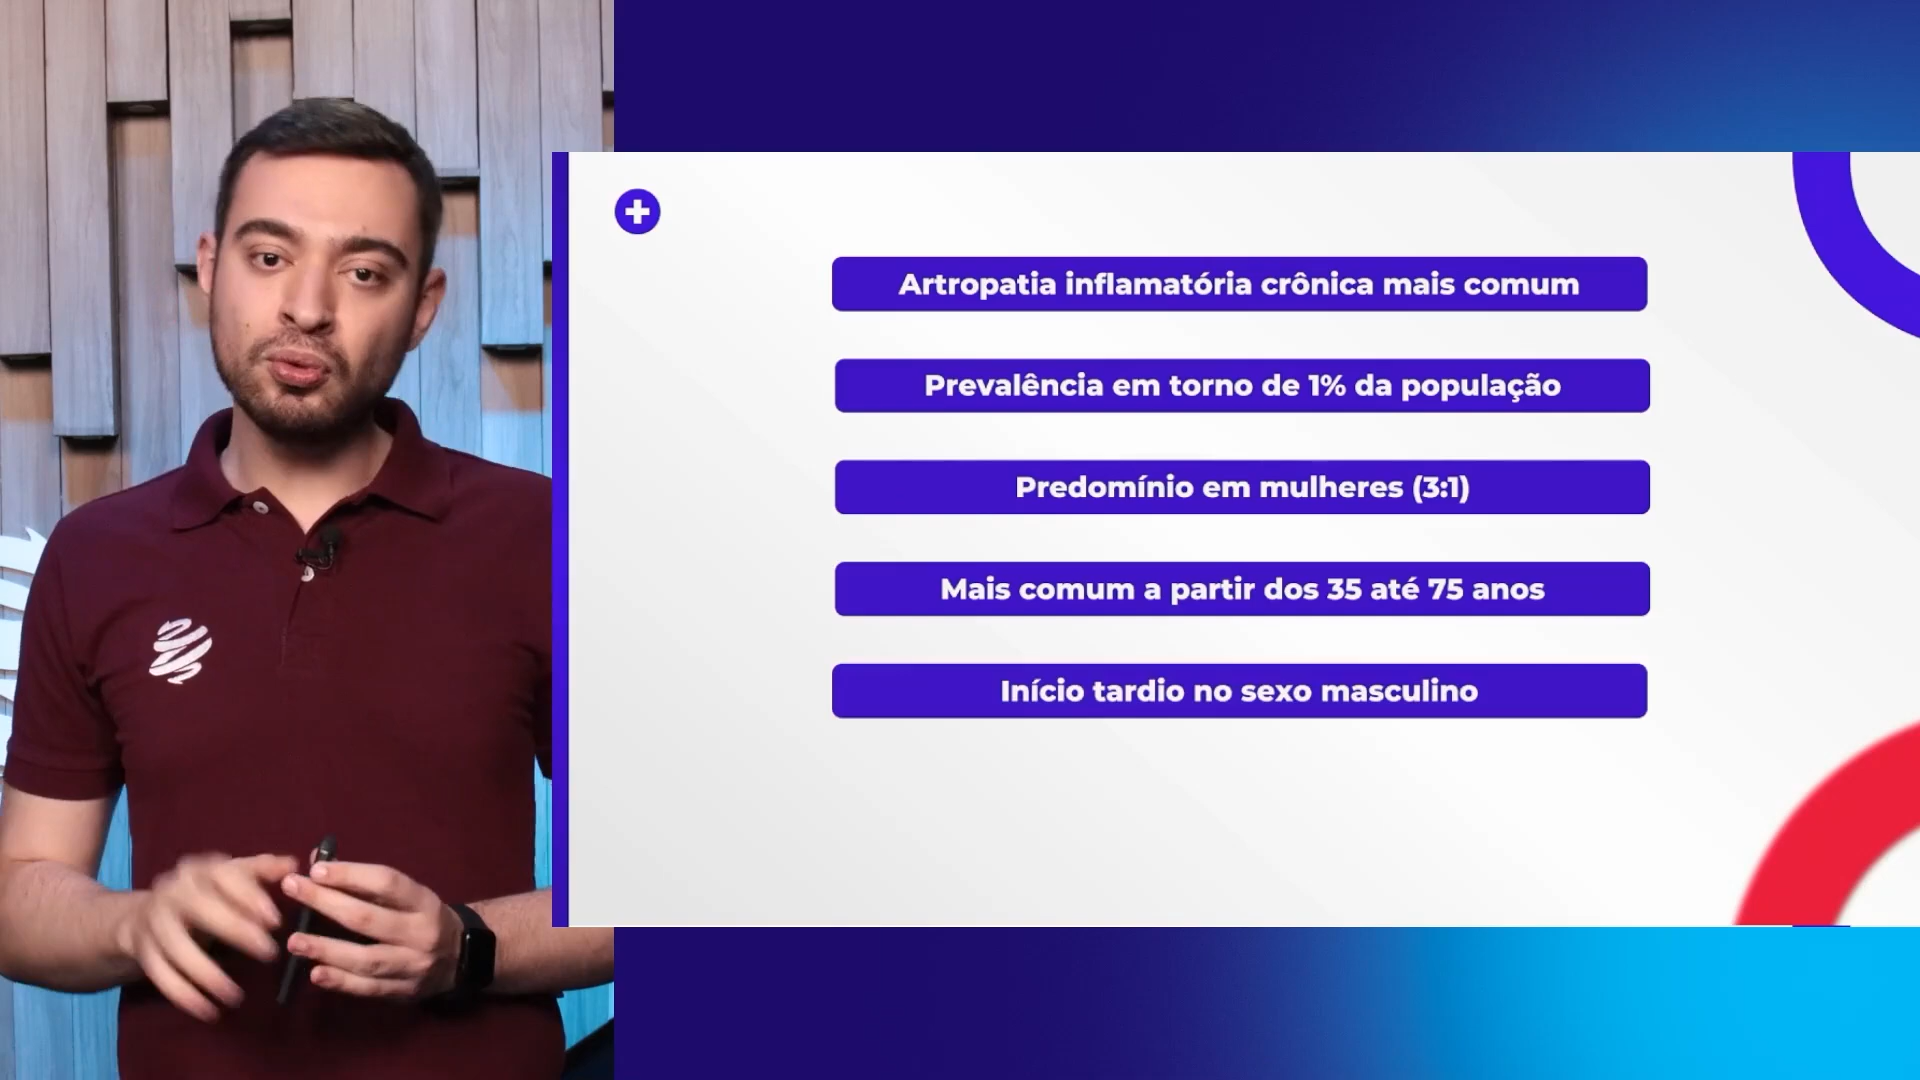 Artropatia inflamatória crônica mais comum
Prevalência em torno de 1% da população
Predomínio em mulheres (3:1)
Mais comum a partir dos 35 até 75 anos
Início tardio no sexo masculino